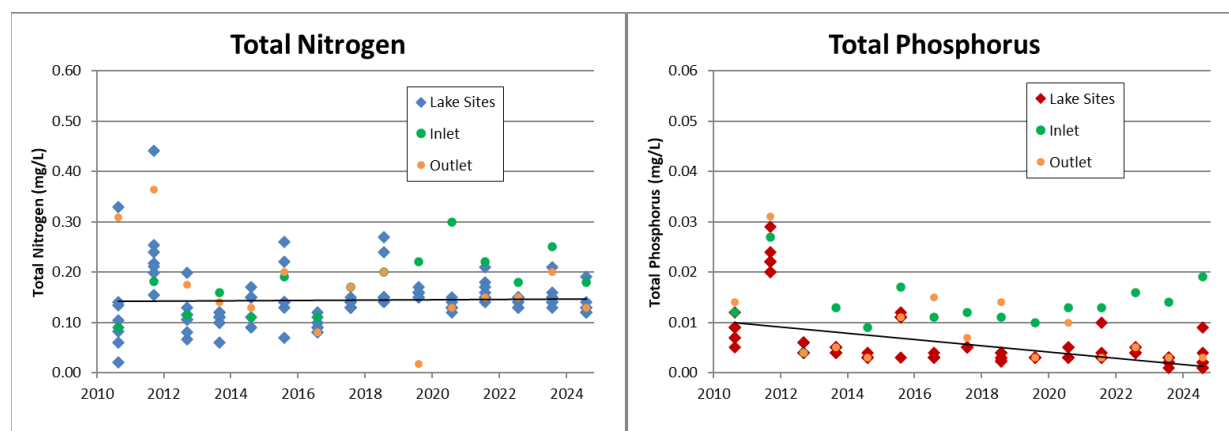 Total Nitrogen
Total Nitrogen (mg/L)
0.60
0.50
0.40
0.30
0.20
0.10
0.00
2010 2012 2014 2016 2018 2020 2022 2024
Lake Sites
Inlet
Outlet
Total Phosphorus
Total Phosphorus (mg/L)
0.06
0.05
0.04
0.03
0.02
0.01
0.00
2010 2012 2014 2016 2018 2020 2022 2024
Lake Sites
Inlet
Outlet